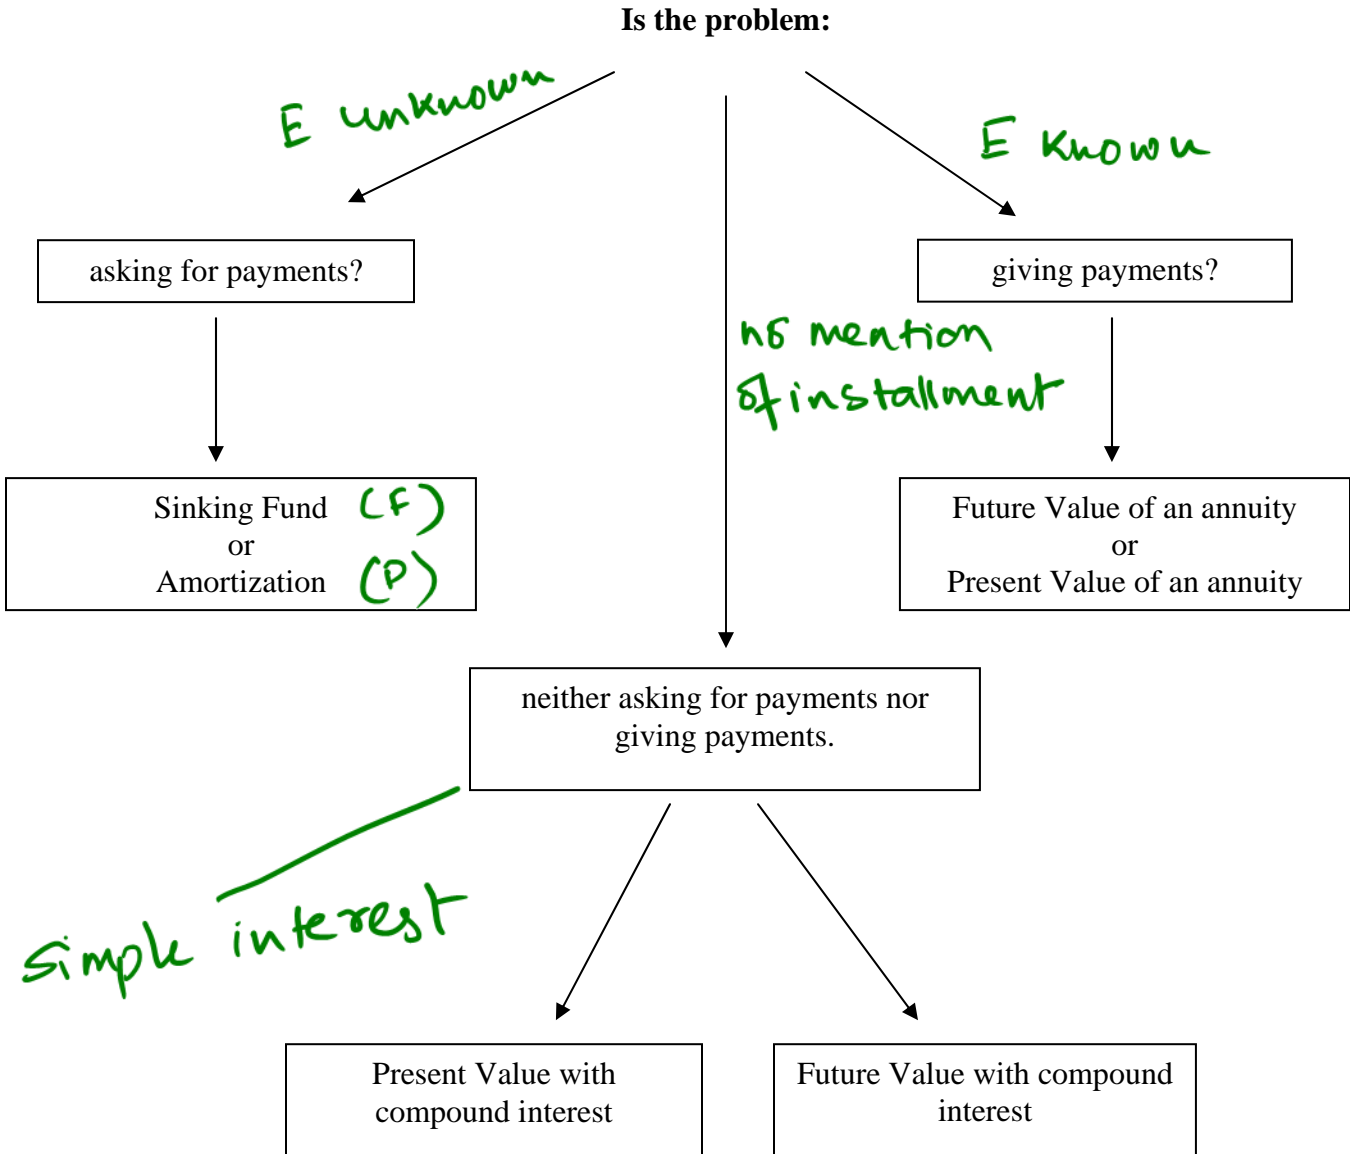 Is the problem:
E unknown
E Known
asking for payments?
giving payments?
no mention
of installment
Sinking Fund (F)
or
Amortization (P)
Future Value of an annuity
or
Present Value of an annuity
neither asking for payments nor
giving payments.
simple interest
Present Value with
compound interest
Future Value with compound
interest